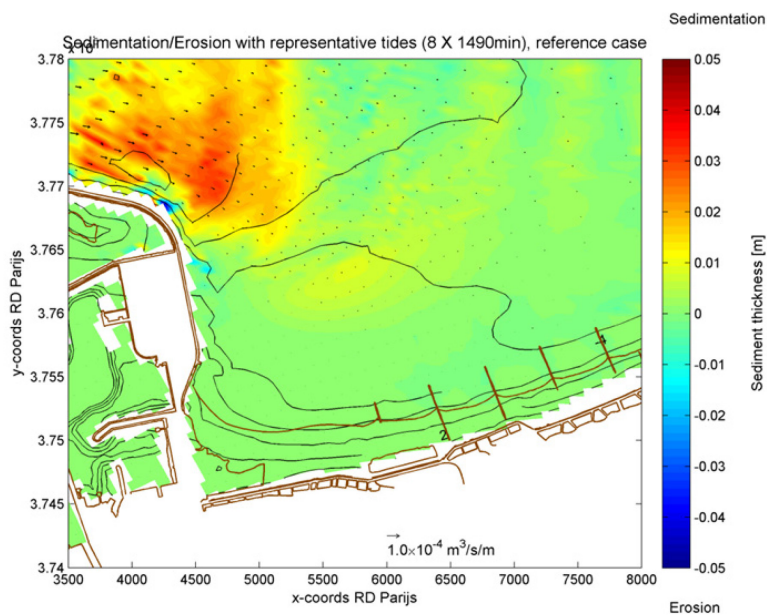 Sedimentation
Sedimentation/Erosion with representative tides (8 X 1490min), reference case
3.78
3.775
3.77
3.765
3.76
3.755
3.75
3.745
3.74
y-coords RD Parijs
3500 4000 4500 5000 5500 6000 6500 7000 7500 8000
x-coords RD Parijs
2
1.0×10⁻⁴ m³/s/m
0.05
0.04
0.03
0.02
0.01
0
-0.01
-0.02
-0.03
-0.04
-0.05
Sediment thickness [m]
Erosion